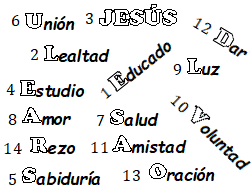 6 Unión 3 JESÚS 12 Dar
2 Lealtad 1 Educado 9 Luz
4 Estudio
8 Amor 7 Salud 10 Voluntad
14 Rezo 11 Amistad
5 Sabiduría 13 Oración